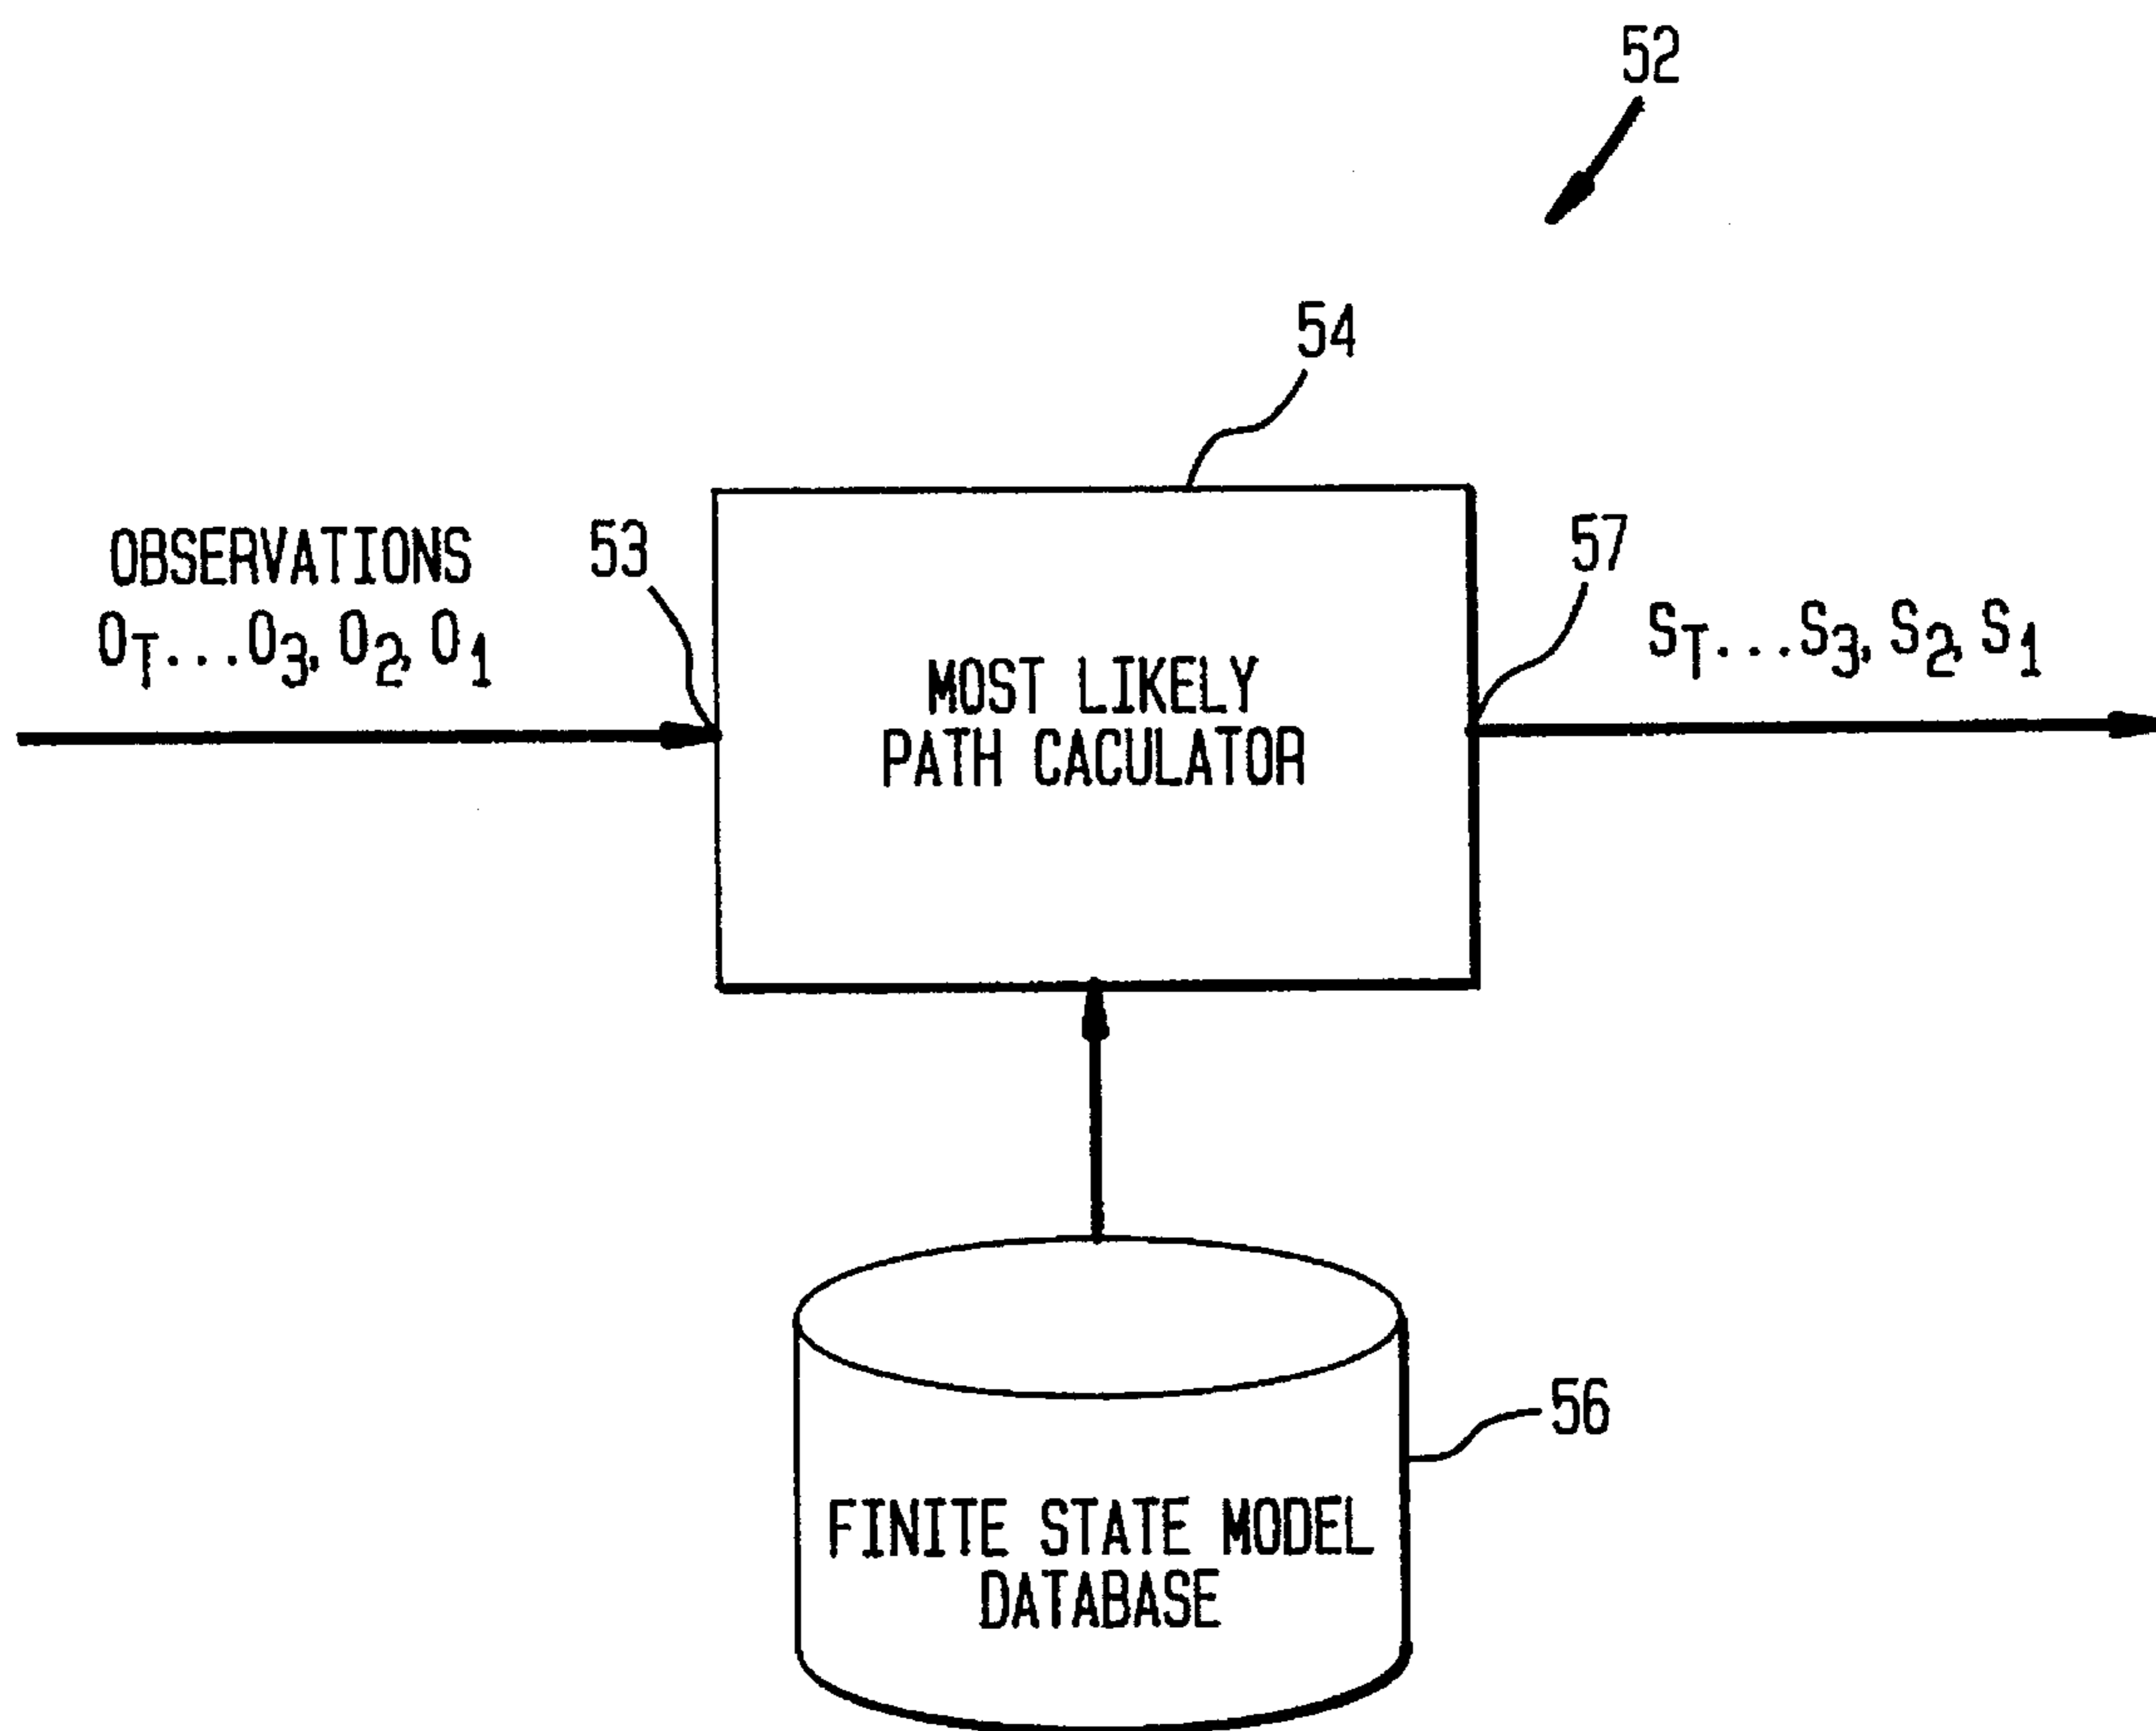 52
54
OBSERVATIONS
O_T...O_3, O_2, O_1
53
57
S_T...S_3, S_2, S_1
MOST LIKELY
PATH CACULATOR
56
FINITE STATE MODEL
DATABASE